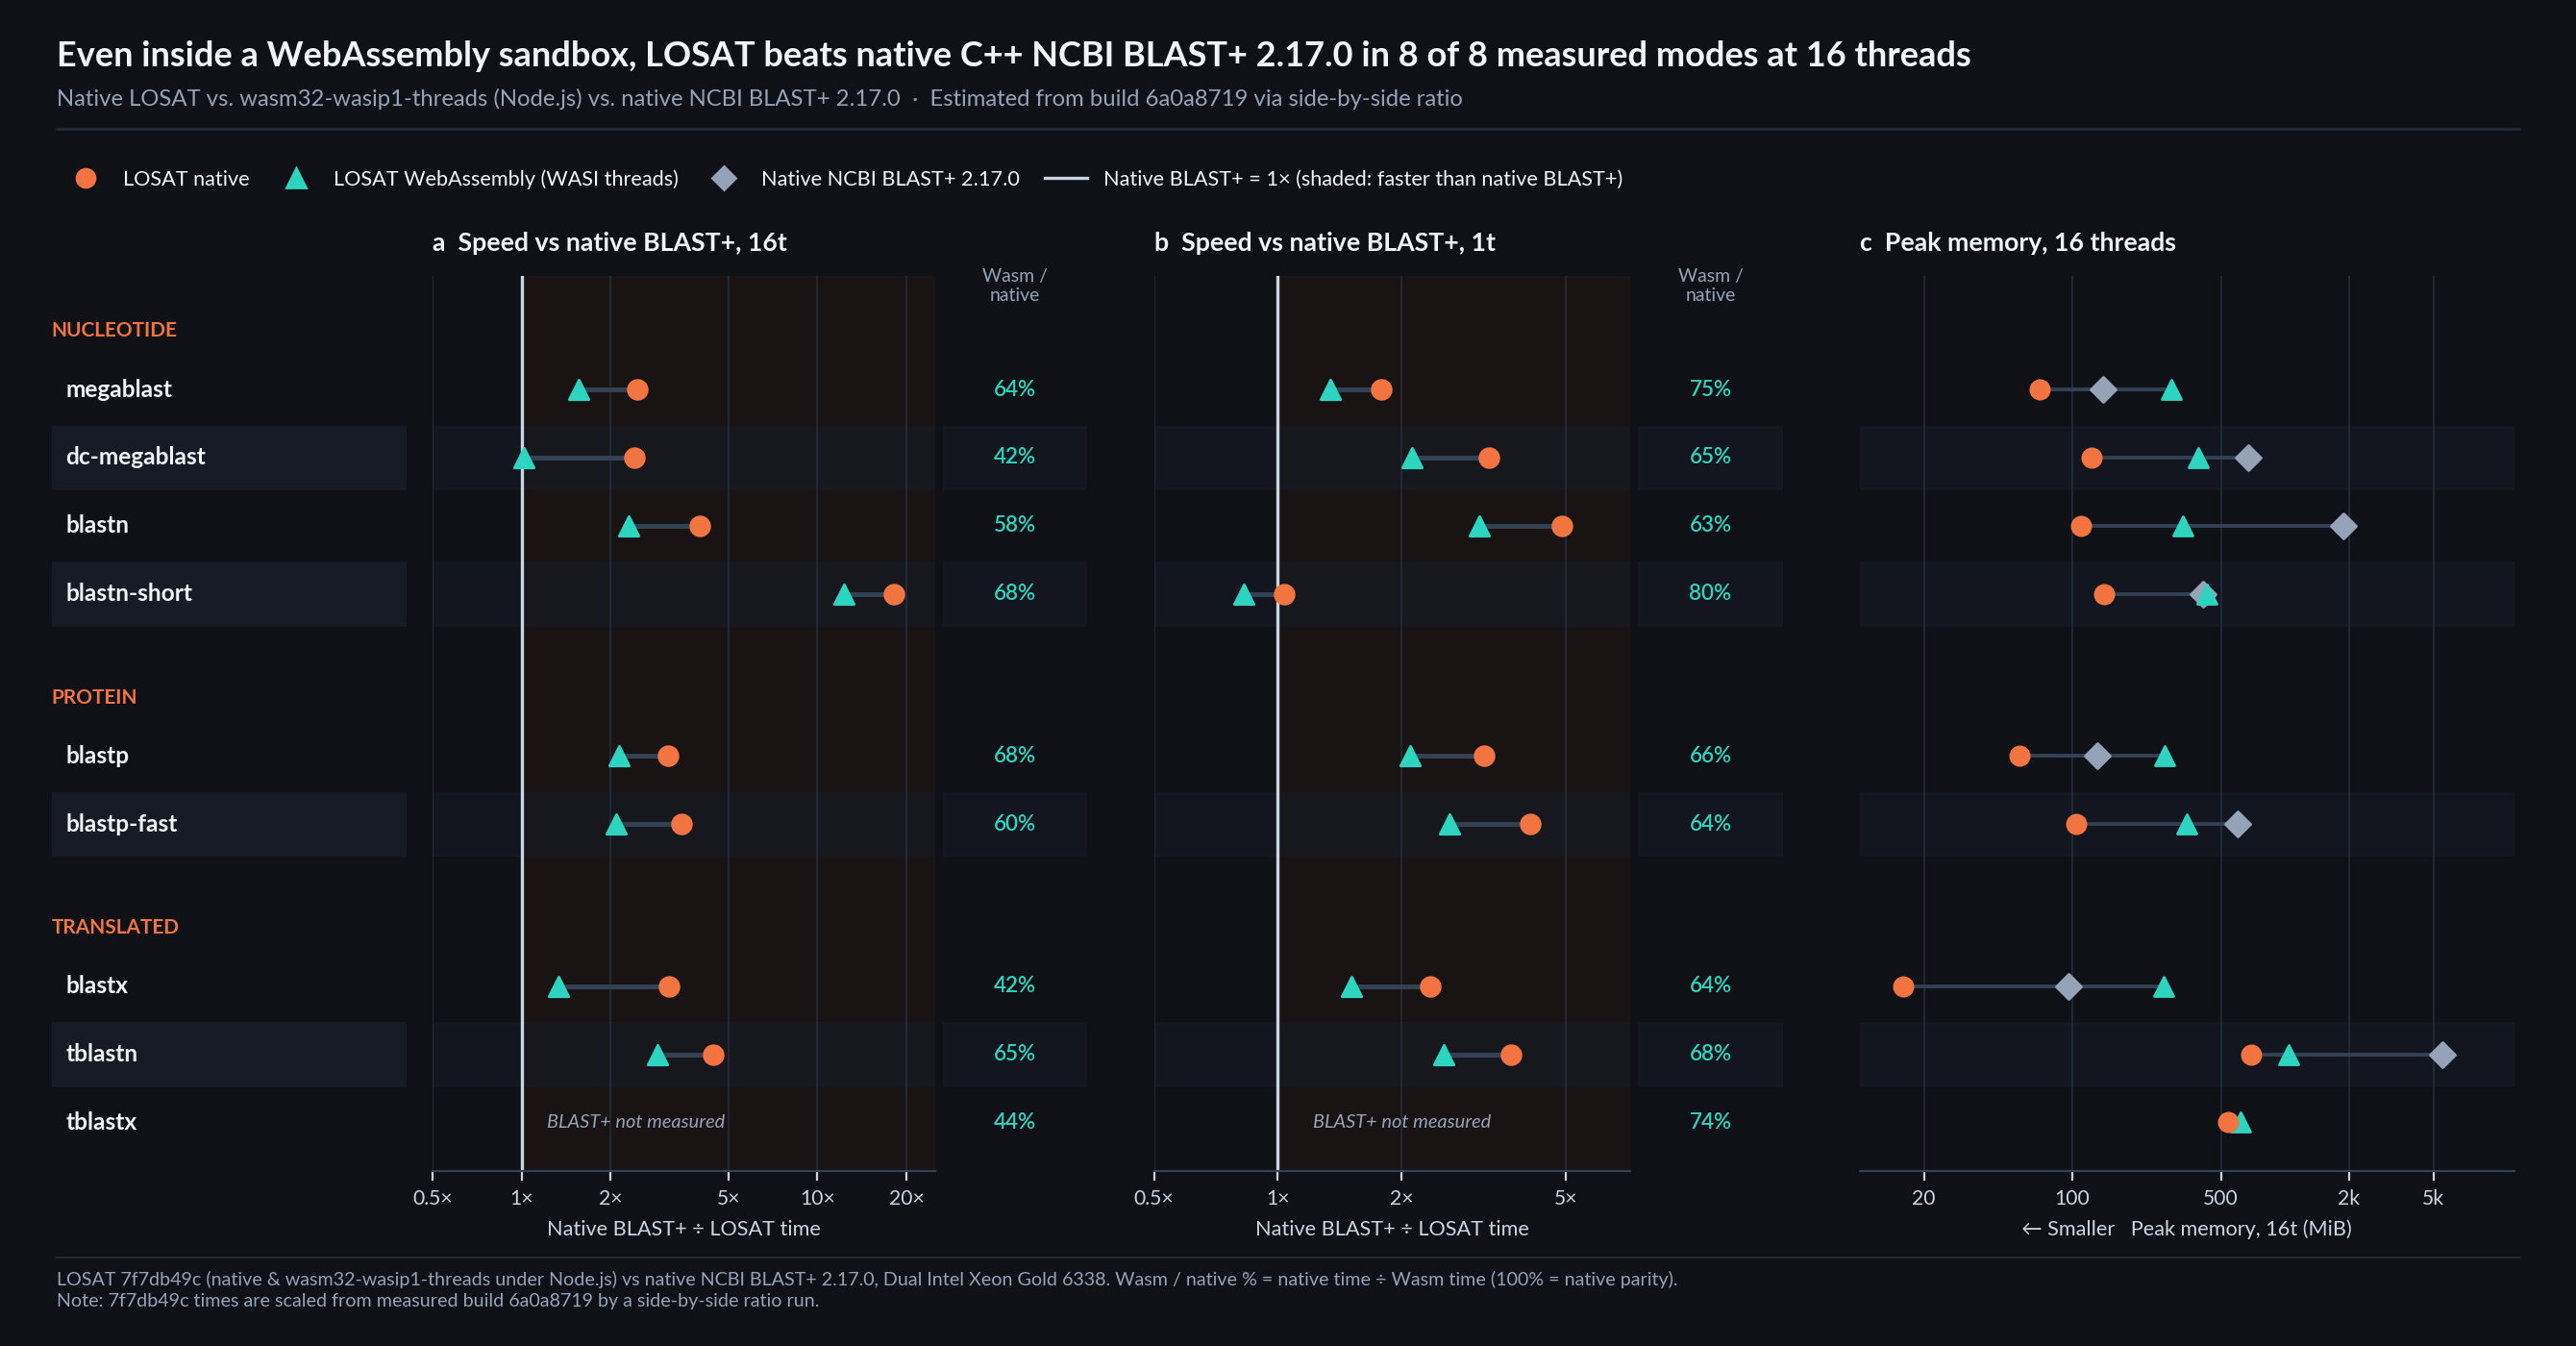 Even inside a WebAssembly sandbox, LOSAT beats native C++ NCBI BLAST+ 2.17.0 in 8 of 8 measured modes at 16 threads
Native LOSAT vs. wasm32-wasip1-threads (Node.js) vs. native NCBI BLAST+ 2.17.0 · Estimated from build 6a0a8719 via side-by-side ratio
LOSAT native
LOSAT WebAssembly (WASI threads)
Native NCBI BLAST+ 2.17.0
Native BLAST+ = 1× (shaded: faster than native BLAST+)
a Speed vs native BLAST+, 16t
b Speed vs native BLAST+, 1t
c Peak memory, 16 threads
Wasm /
native
Wasm /
native
NUCLEOTIDE
megablast 64% 75%
dc-megablast 42% 65%
blastn 58% 63%
blastn-short 68% 80%
PROTEIN
blastp 68% 66%
blastp-fast 60% 64%
TRANSLATED
blastx 42% 64%
tblastn 65% 68%
tblastx BLAST+ not measured 44% BLAST+ not measured 74%
0.5× 1× 2× 5× 10× 20×
0.5× 1× 2× 5×
20 100 500 2k 5k
Native BLAST+ ÷ LOSAT time
Native BLAST+ ÷ LOSAT time
← Smaller Peak memory, 16t (MiB)
LOSAT 7f7db49c (native & wasm32-wasip1-threads under Node.js) vs native NCBI BLAST+ 2.17.0, Dual Intel Xeon Gold 6338. Wasm / native % = native time ÷ Wasm time (100% = native parity).
Note: 7f7db49c times are scaled from measured build 6a0a8719 by a side-by-side ratio run.